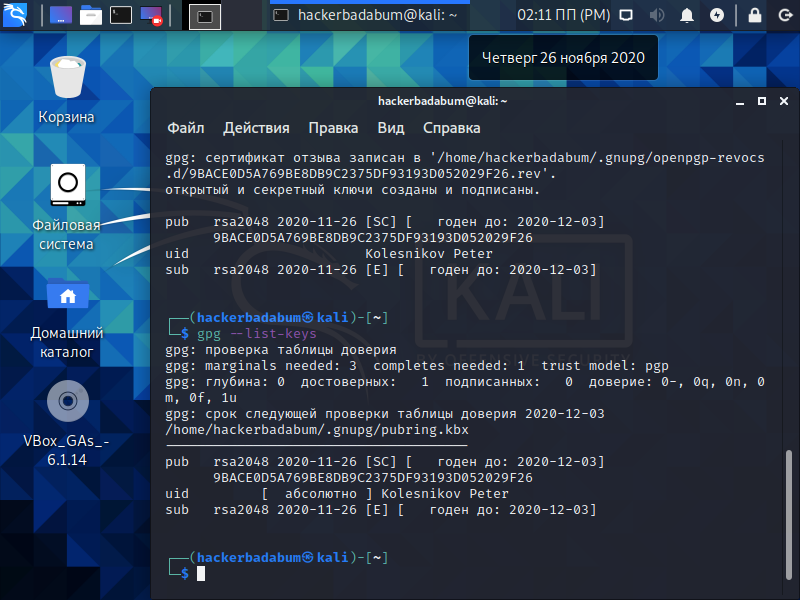 hackerbadabum@kali: ~
02:11 ПП (PM)
Четверг 26 ноября 2020
Корзина
Файловая
система
Домашний
каталог
VBox_GAs_-
6.1.14
hackerbadabum@kali:~
Файл Действия Правка Вид Справка
gpg: сертификат отзыва записан в '/home/hackerbadabum/.gnupg/openpgp-revocs
.d/9BACE0D5A769BE8DB9C2375DF93193D052029F26.rev'.
открытый и секретный ключи созданы и подписаны.
pub rsa2048 2020-11-26 [SC] [ годен до: 2020-12-03]
9BACE0D5A769BE8DB9C2375DF93193D052029F26
uid Kolesnikov Peter
sub rsa2048 2020-11-26 [E] [ годен до: 2020-12-03]
(hackerbadabum㉿kali)-[~]
$ gpg --list-keys
gpg: проверка таблицы доверия
gpg: marginals needed: 3 completes needed: 1 trust model: pgp
gpg: глубина: 0 достоверных: 1 подписанных: 0 доверие: 0-, 0q, 0n, 0
m, 0f, 1u
gpg: срок следующей проверки таблицы доверия 2020-12-03
/home/hackerbadabum/.gnupg/pubring.kbx
pub rsa2048 2020-11-26 [SC] [ годен до: 2020-12-03]
9BACE0D5A769BE8DB9C2375DF93193D052029F26
uid [ абсолютно ] Kolesnikov Peter
sub rsa2048 2020-11-26 [E] [ годен до: 2020-12-03]
(hackerbadabum㉿kali)-[~]
$
KALI
BY OFFENSIVE SECURITY